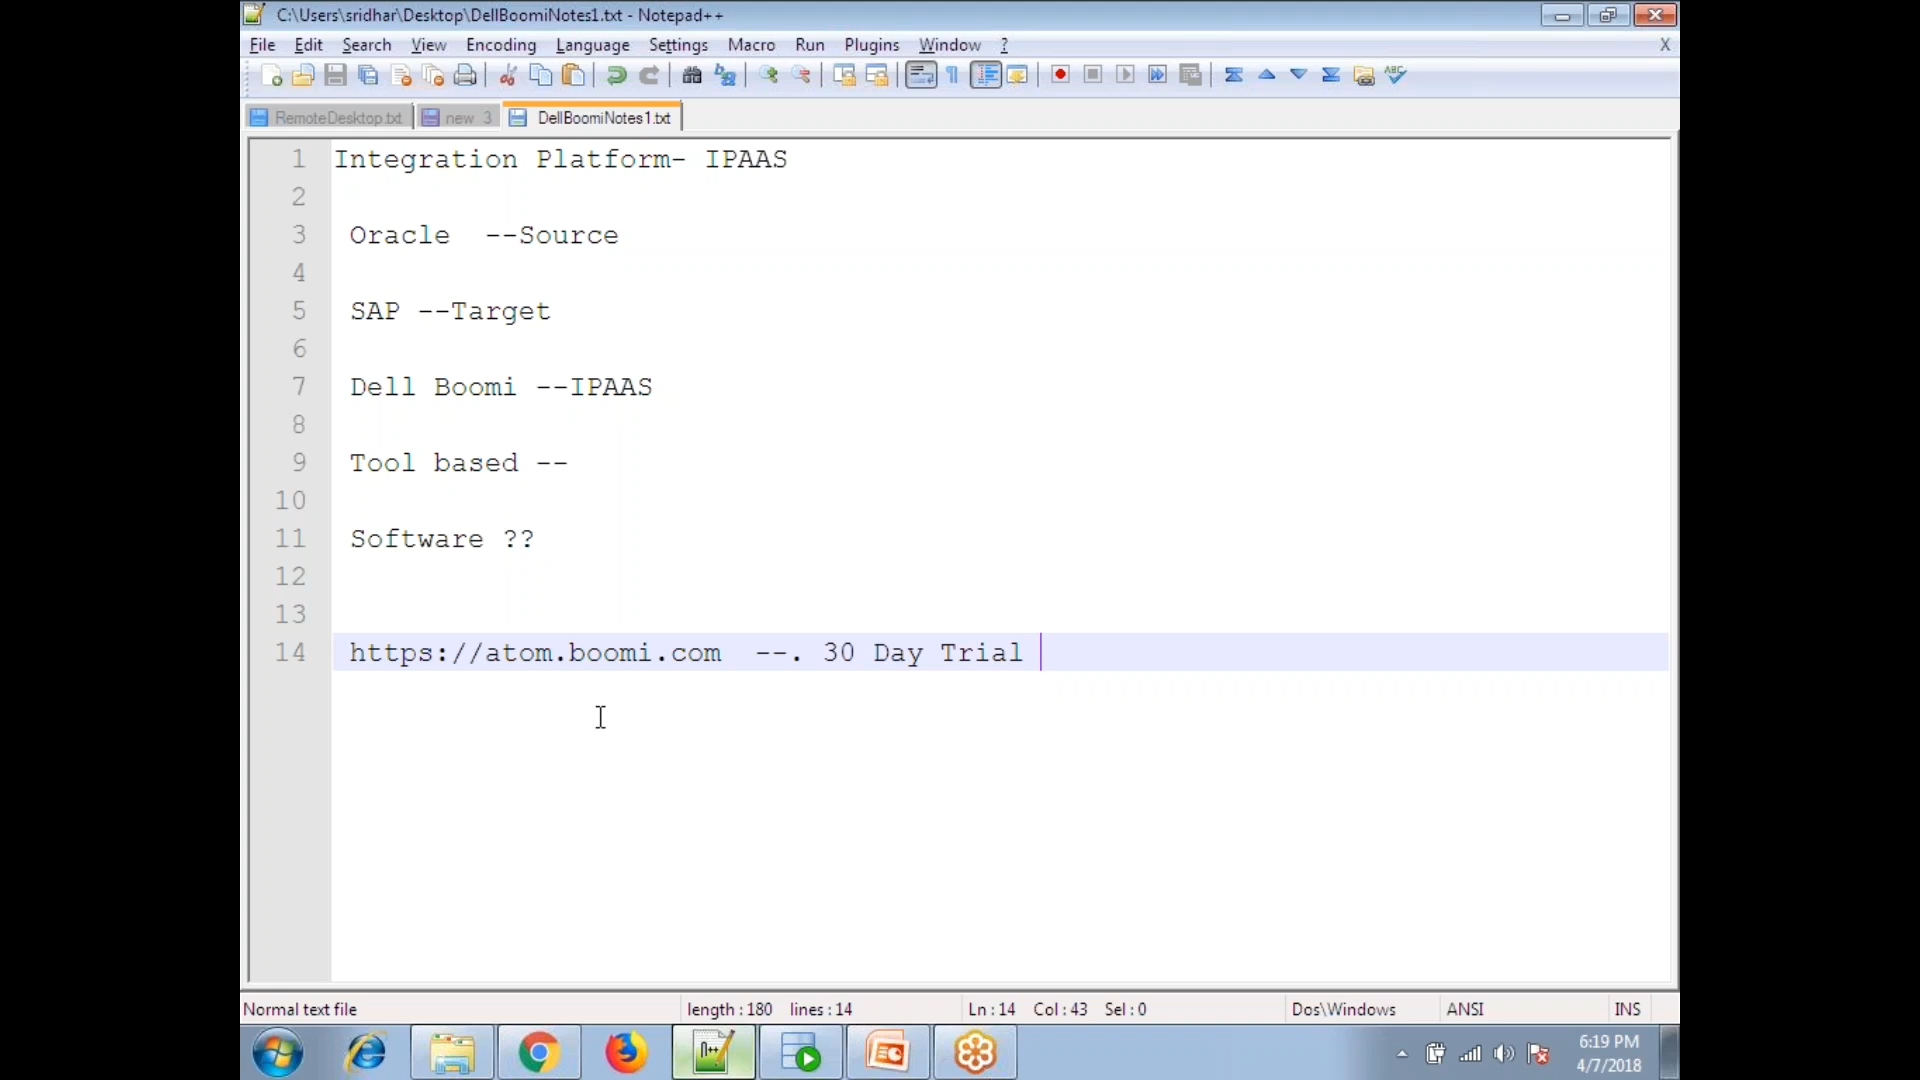 C:\Users\sridhar\Desktop\DellBoomiNotes1.txt - Notepad++
File Edit Search View Encoding Language Settings Macro Run Plugins Window ? X
RemoteDesktop.txt new 3 DellBoomiNotes1.txt
1 Integration Platform- IPAAS
2
3 Oracle --Source
4
5 SAP --Target
6
7 Dell Boomi --IPAAS
8
9 Tool based --
10
11 Software ??
12
13
14 https://atom.boomi.com --. 30 Day Trial
Normal text file length : 180 lines : 14 Ln : 14 Col : 43 Sel : 0 Dos\Windows ANSI INS
6:19 PM
4/7/2018